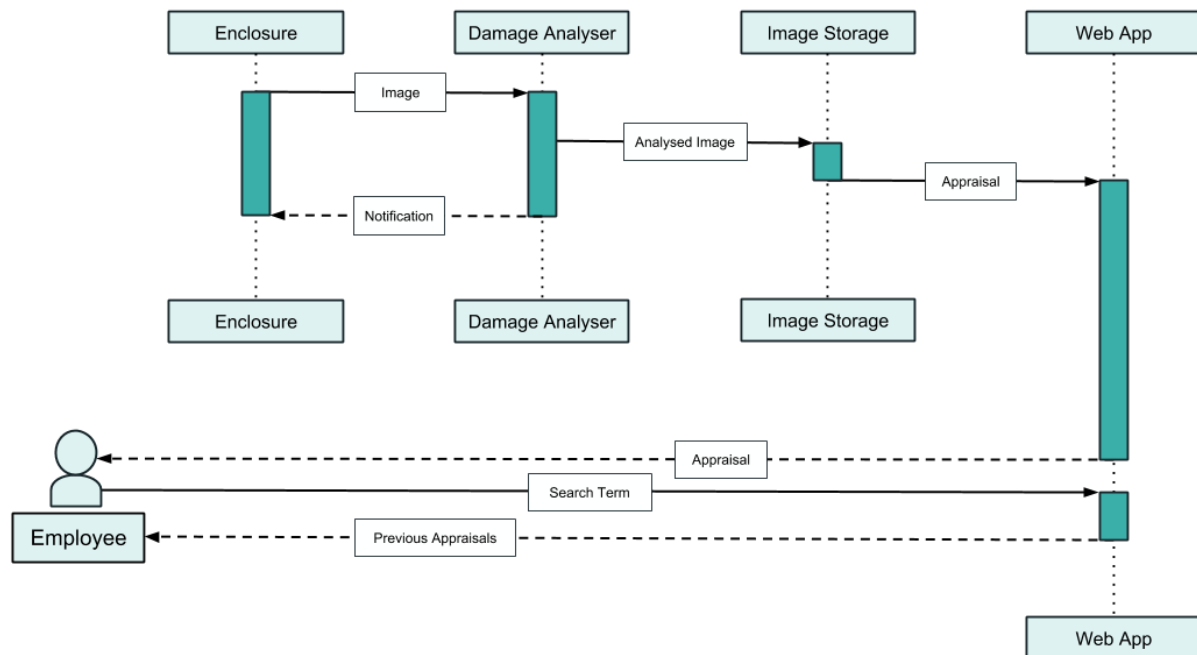 Enclosure
Damage Analyser
Image Storage
Web App
Image
Analysed Image
Appraisal
Notification
Enclosure
Damage Analyser
Image Storage
Appraisal
Search Term
Employee
Previous Appraisals
Web App